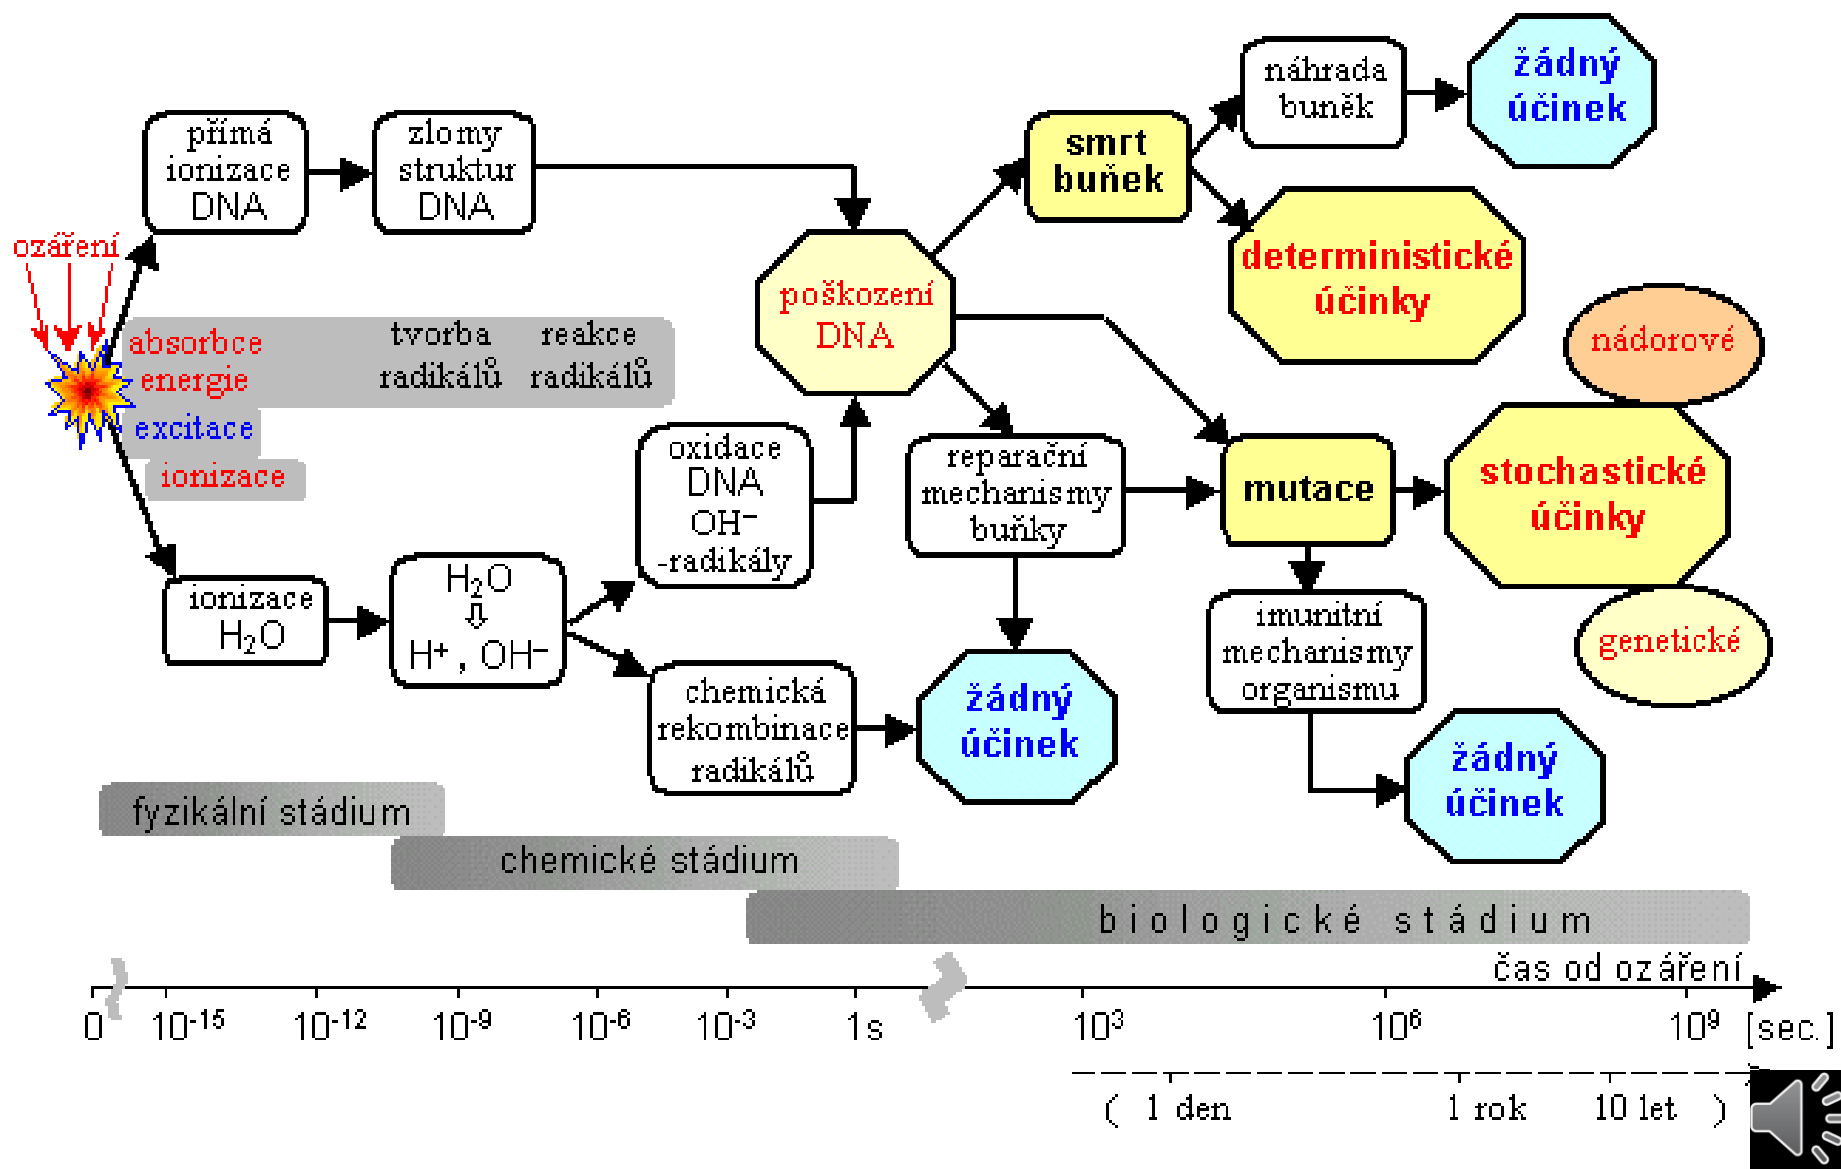 přímá
ionizace
DNA
zlomy
struktur
DNA
smrt
buňek
náhrada
buněk
žádný
účinek
ozáření
deterministické
účinky
poškození
DNA
absorbce
energie
tvorba
radikálů
reakce
radikálů
excitace
ionizace
nádorové
oxidace
DNA
OH⁻
-radikály
reparační
mechanismy
buňky
mutace
stochastické
účinky
ionizace
H₂O
H₂O
⇩
H⁺ , OH⁻
imunitní
mechanismy
organismu
genetické
chemická
rekombinace
radikálů
žádný
účinek
žádný
účinek
fyzikální stádium
chemické stádium
biologické stádium
čas od ozáření
0 10⁻¹⁵ 10⁻¹² 10⁻⁹ 10⁻⁶ 10⁻³ 1s 10³ 10⁶ 10⁹ [sec.]
( 1 den 1 rok 10 let )